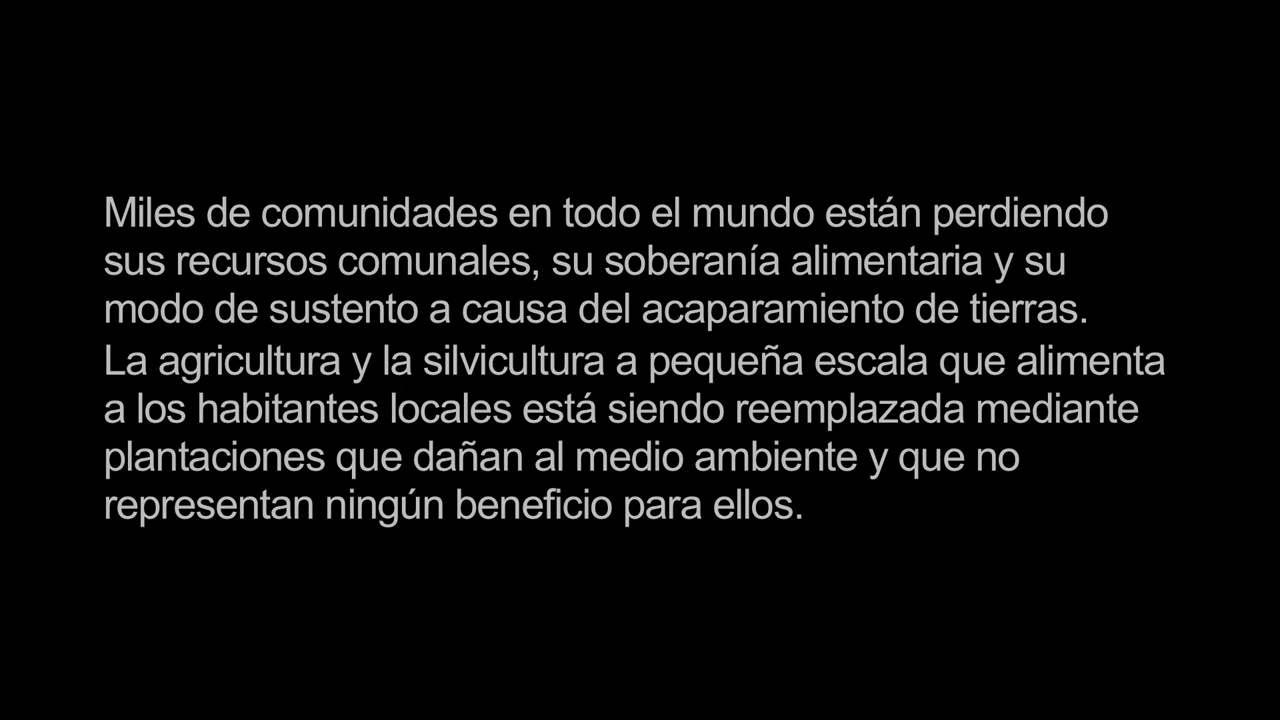 Miles de comunidades en todo el mundo están perdiendo
sus recursos comunales, su soberanía alimentaria y su
modo de sustento a causa del acaparamiento de tierras.
La agricultura y la silvicultura a pequeña escala que alimenta
a los habitantes locales está siendo reemplazada mediante
plantaciones que dañan al medio ambiente y que no
representan ningún beneficio para ellos.